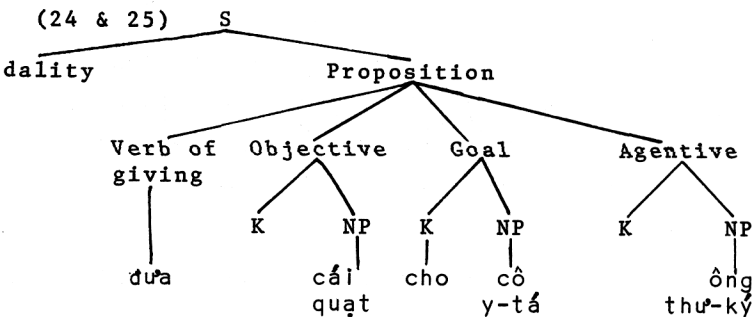 (24 & 25) S
dality Proposition
Verb of giving Objective Goal Agentive
K NP K NP K NP
đưa cái quạt cho cô y-tá ông thư-ký